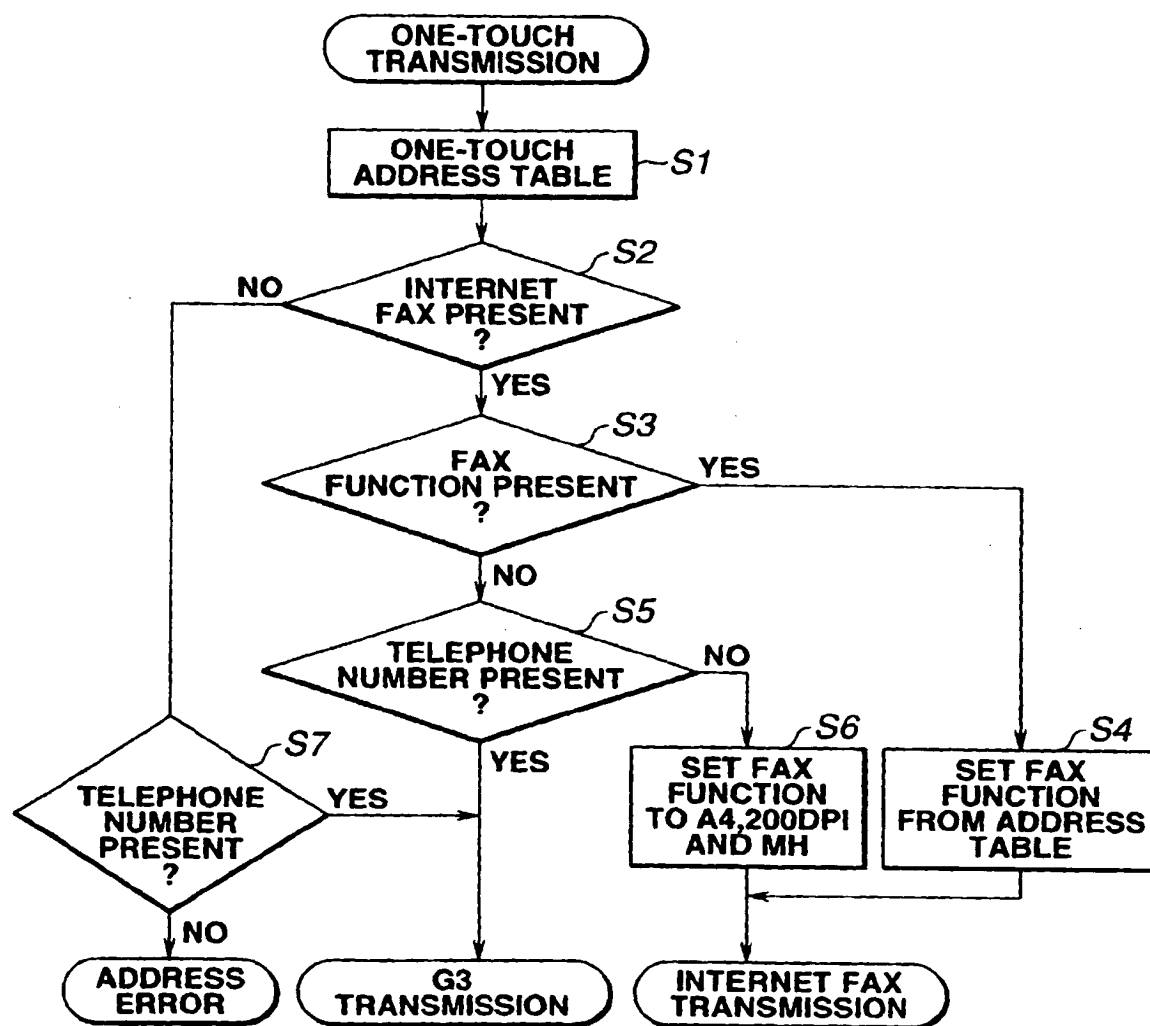 ONE-TOUCH
TRANSMISSION
ONE-TOUCH
ADDRESS TABLE
S1
S2
NO
INTERNET
FAX PRESENT
?
YES
S3
FAX
FUNCTION PRESENT
?
YES
NO
S5
TELEPHONE
NUMBER PRESENT
?
NO
YES
S7
TELEPHONE
NUMBER
PRESENT
?
YES
NO
S6
SET FAX
FUNCTION
TO A4,200DPI
AND MH
S4
SET FAX
FUNCTION
FROM ADDRESS
TABLE
ADDRESS
ERROR
G3
TRANSMISSION
INTERNET FAX
TRANSMISSION